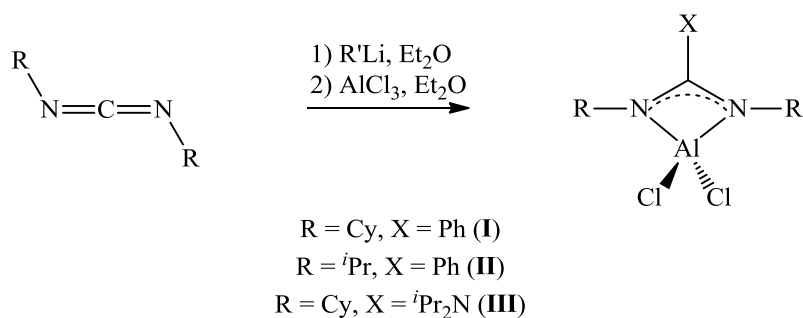 R
N=C=N
R
1) R'Li, Et₂O
2) AlCl₃, Et₂O
X
R—N N—R
Al
Cl Cl
R = Cy, X = Ph (I)
R = ⁱPr, X = Ph (II)
R = Cy, X = ⁱPr₂N (III)